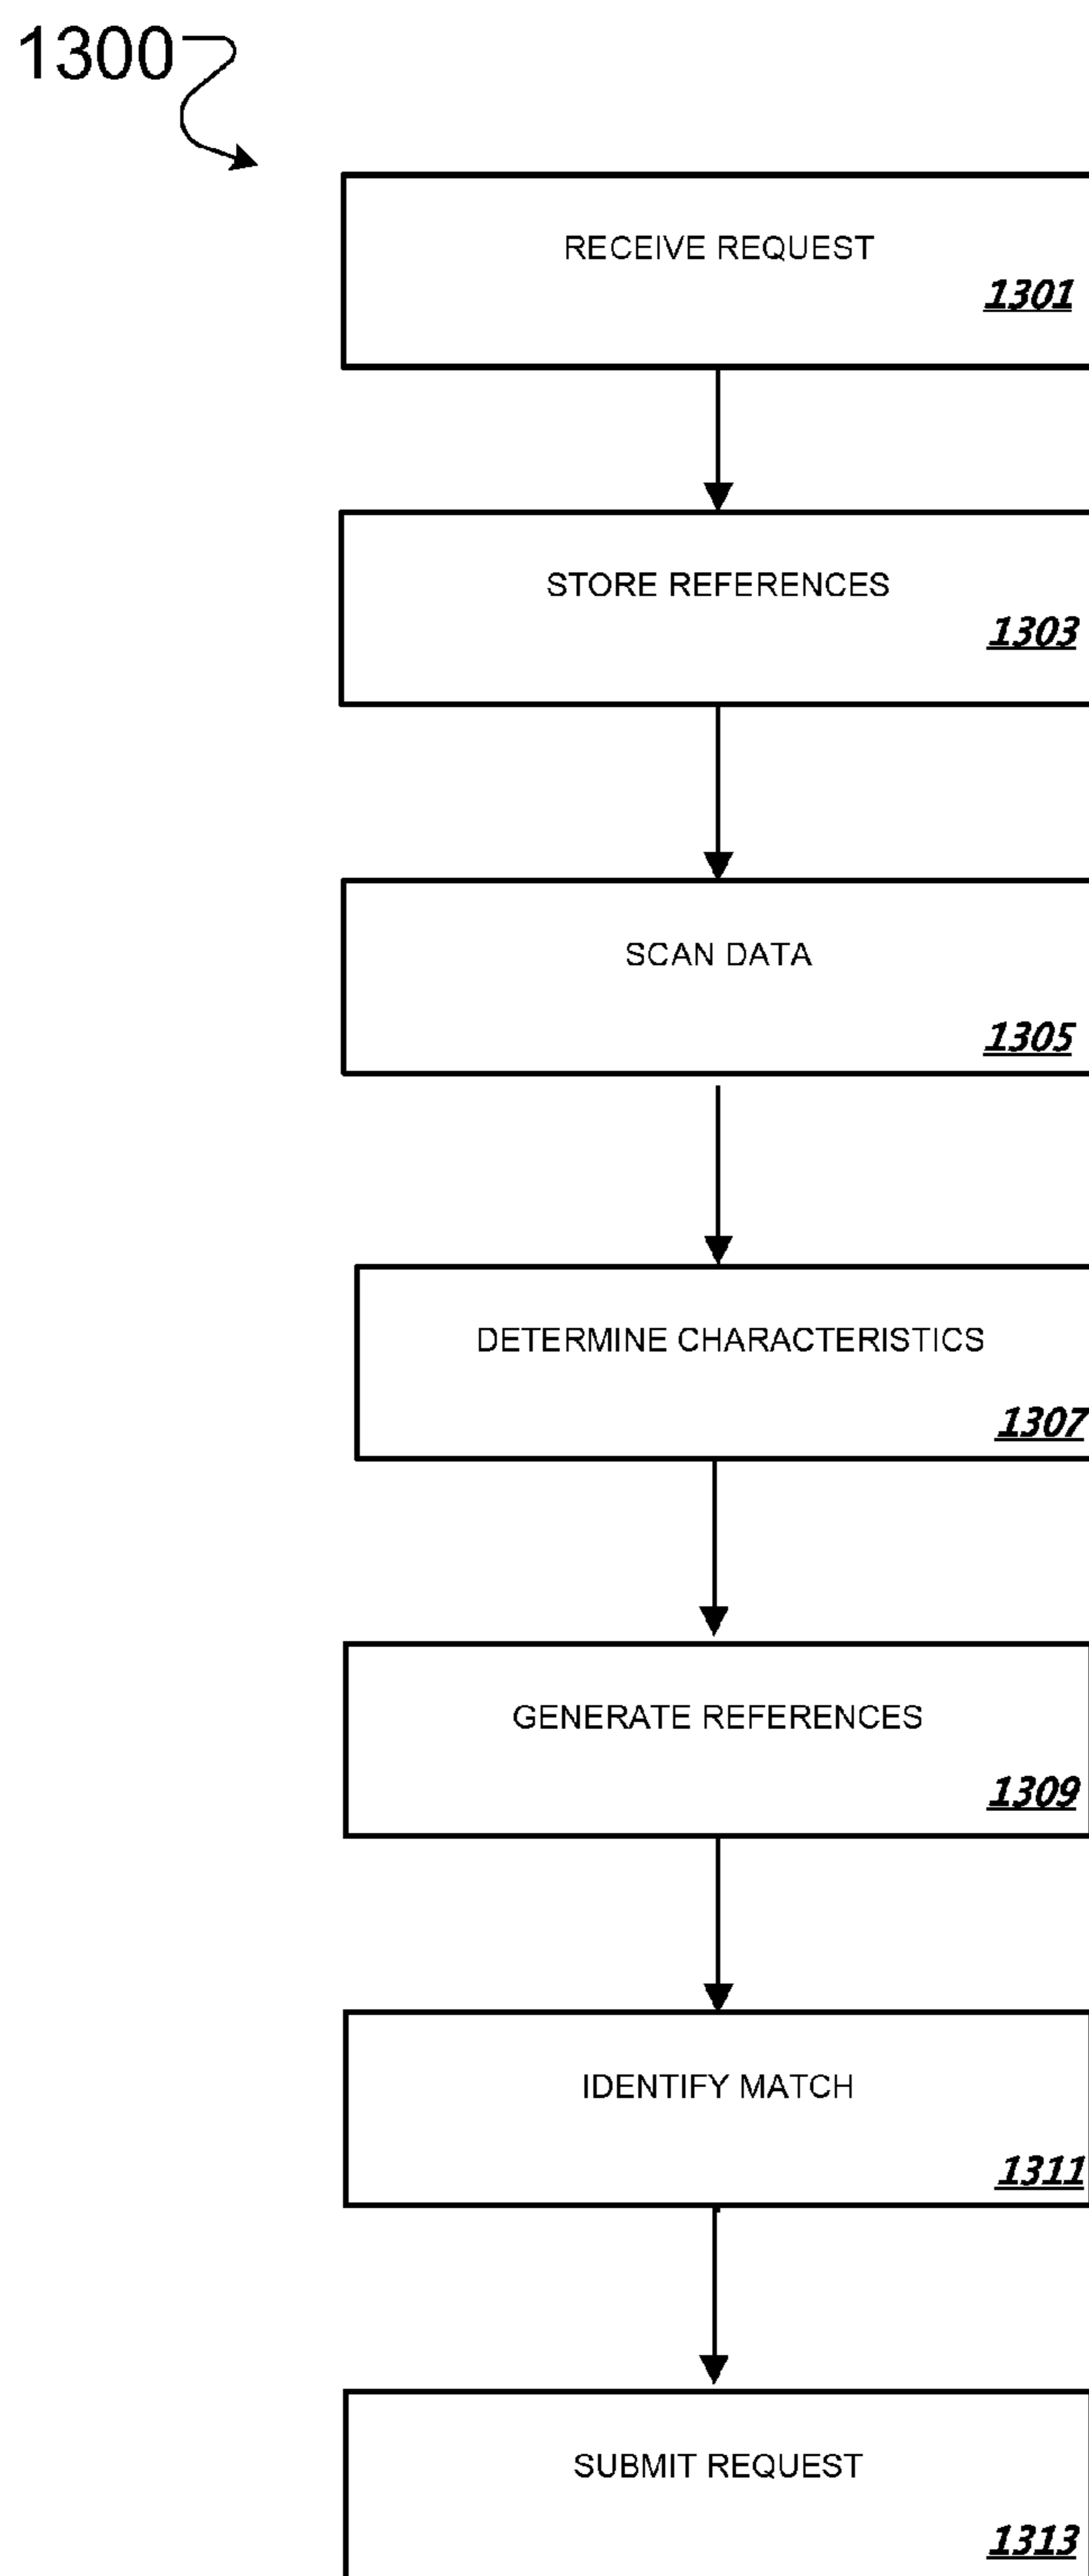 1300
RECEIVE REQUEST
1301
STORE REFERENCES
1303
SCAN DATA
1305
DETERMINE CHARACTERISTICS
1307
GENERATE REFERENCES
1309
IDENTIFY MATCH
1311
SUBMIT REQUEST
1313